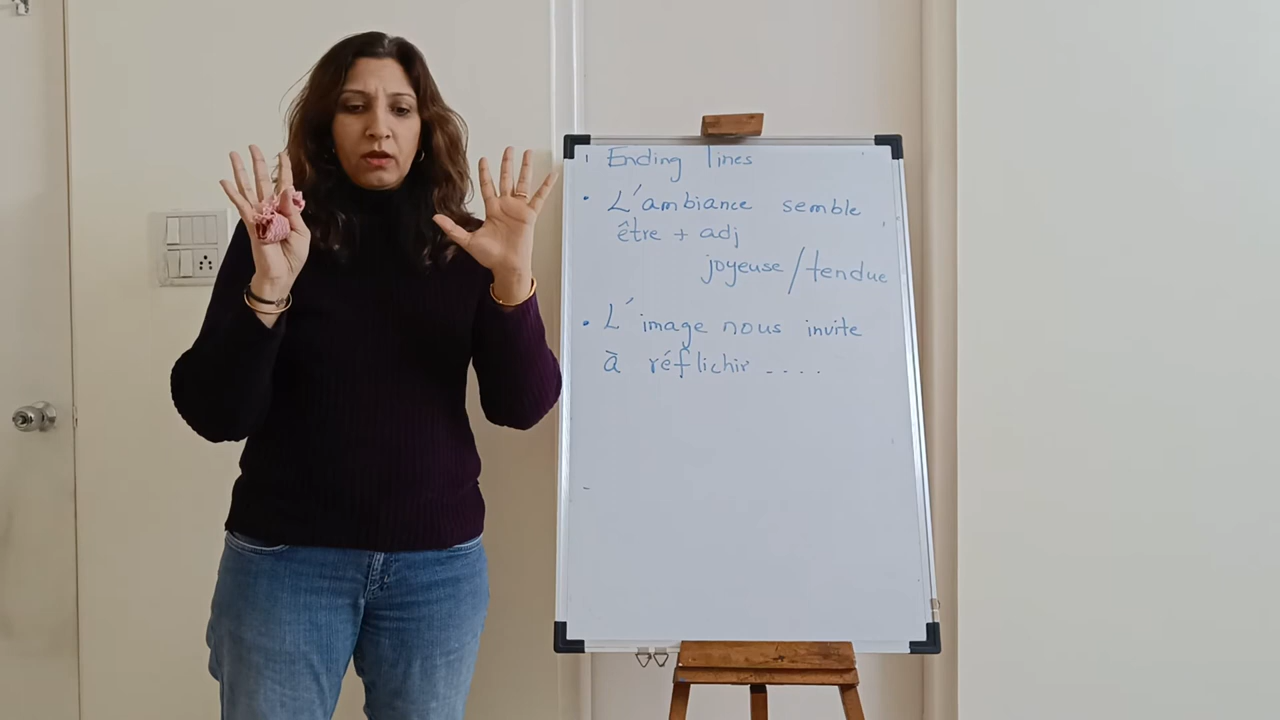 Ending lines
• L'ambiance semble
être + adj
joyeuse / tendue
• L'image nous invite
à réflichir ....